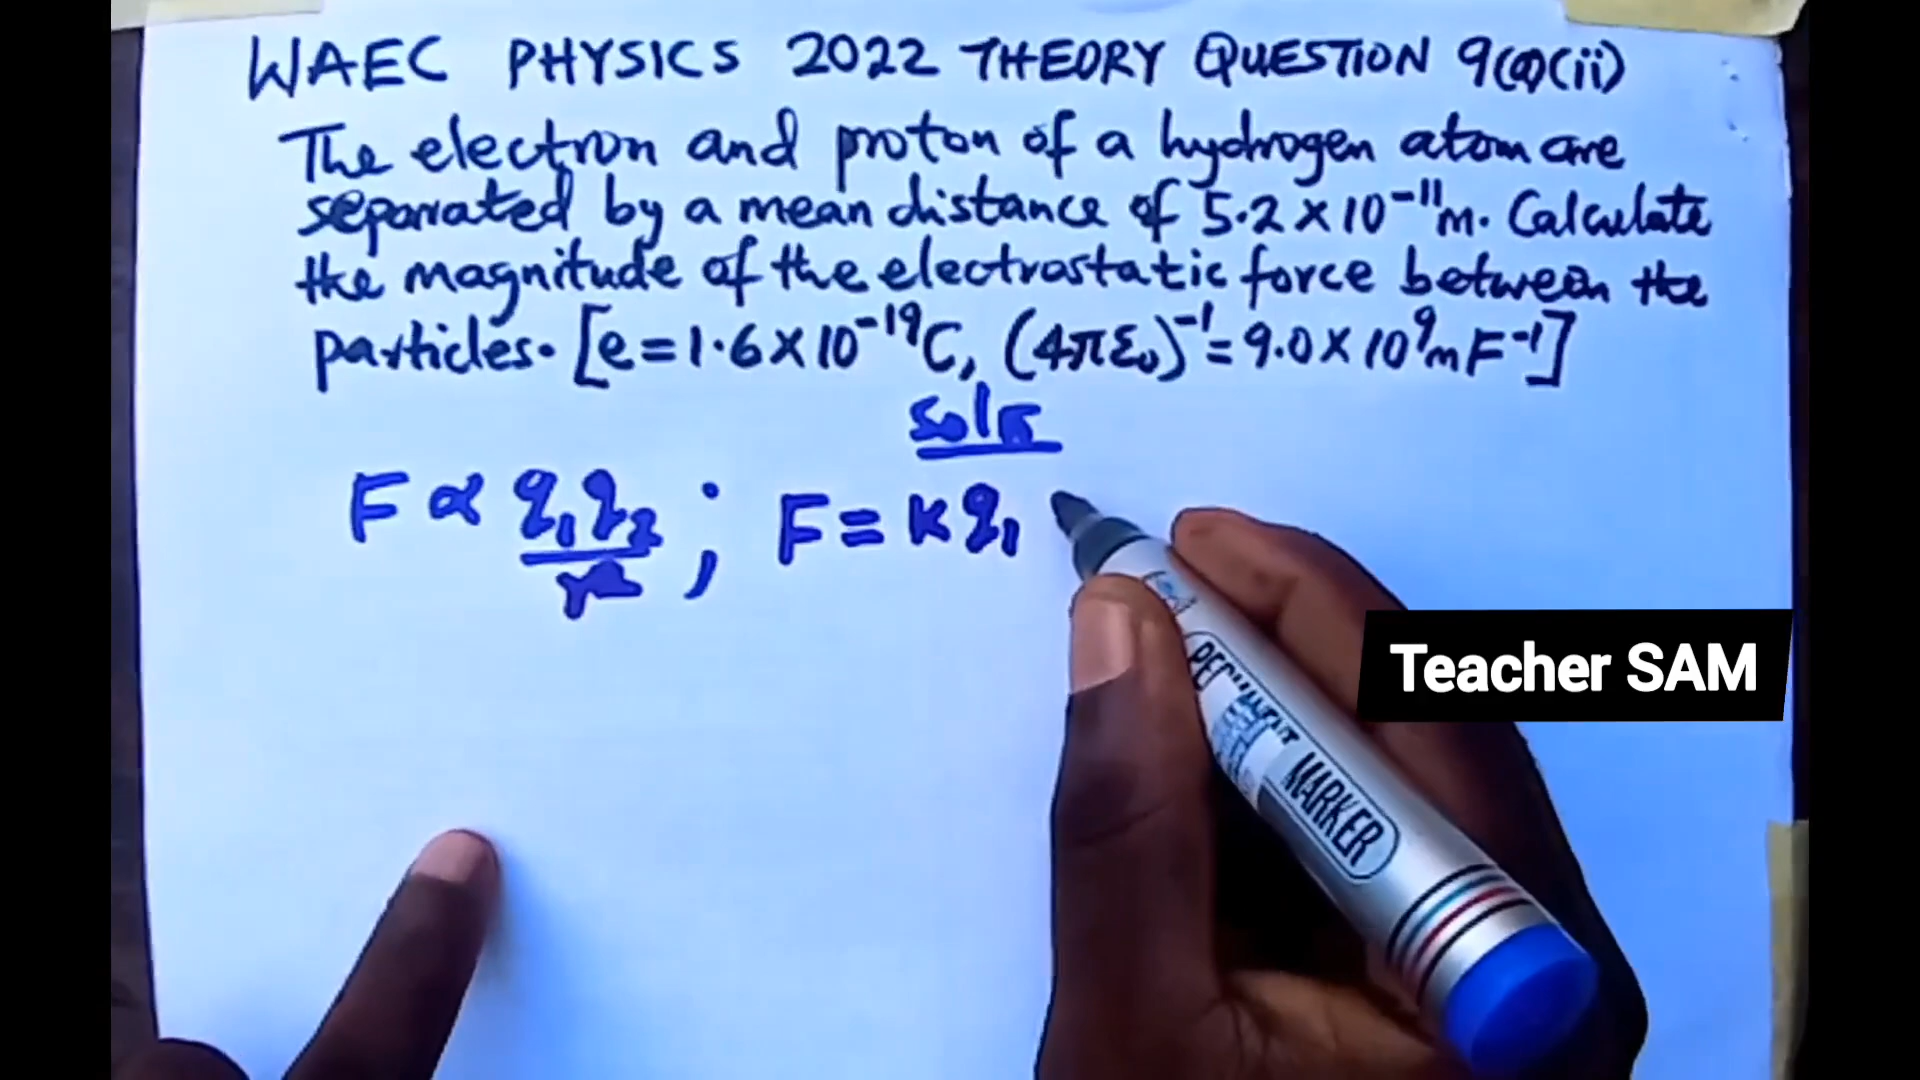 WAEC PHYSICS 2022 THEORY QUESTION 9(a)(ii)
The electron and proton of a hydrogen atom are
separated by a mean distance of 5.2 × 10⁻¹¹m. Calculate
the magnitude of the electrostatic force between the
particles. [e = 1.6 × 10⁻¹⁹C, (4πε₀)⁻¹ = 9.0 × 10⁹mF⁻¹]
soln
F ∝ q₁q₂/r² ; F = kq₁
Teacher SAM
PERMANENT MARKER